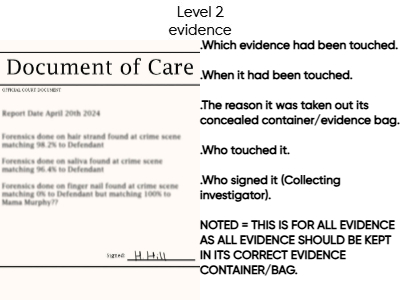 Level 2
evidence
Document of Care
OFFICIAL COURT DOCUMENT
Report Date April 20th 2024
Forensics done on hair strand found at crime scene
matching 98.2% to Defendant
Forensics done on saliva found at crime scene
matching 96.4% to Defendant
Forensics done on finger nail found at crime scene
matching 0% to Defendant but matching 100% to
Mama Murphy??
Signed: H Hill
.Which evidence had been touched.
.When it had been touched.
.The reason it was taken out its
concealed container/evidence bag.
.Who touched it.
.Who signed it (Collecting
investigator).
NOTED = THIS IS FOR ALL EVIDENCE
AS ALL EVIDENCE SHOULD BE KEPT
IN ITS CORRECT EVIDENCE
CONTAINER/BAG.